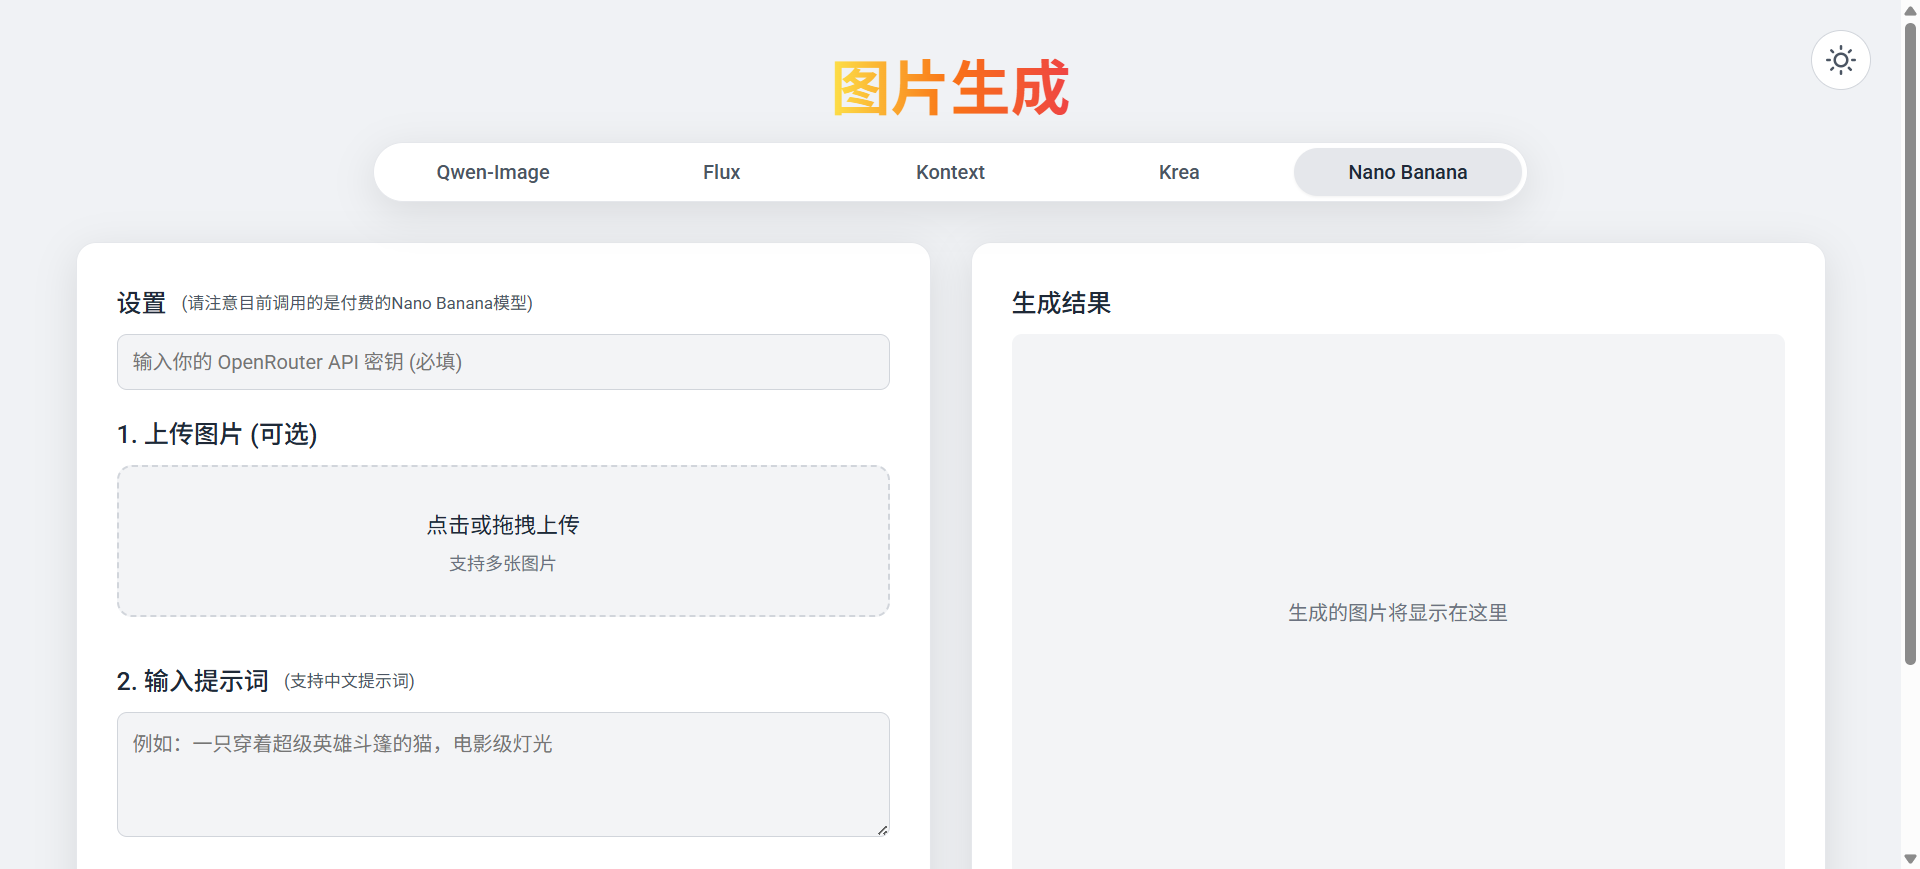 图片生成
Qwen-Image Flux Kontext Krea Nano Banana
设置 (请注意目前调用的是付费的Nano Banana模型)
输入你的 OpenRouter API 密钥 (必填)
1. 上传图片 (可选)
点击或拖拽上传
支持多张图片
2. 输入提示词 (支持中文提示词)
例如：一只穿着超级英雄斗篷的猫，电影级灯光
生成结果
生成的图片将显示在这里